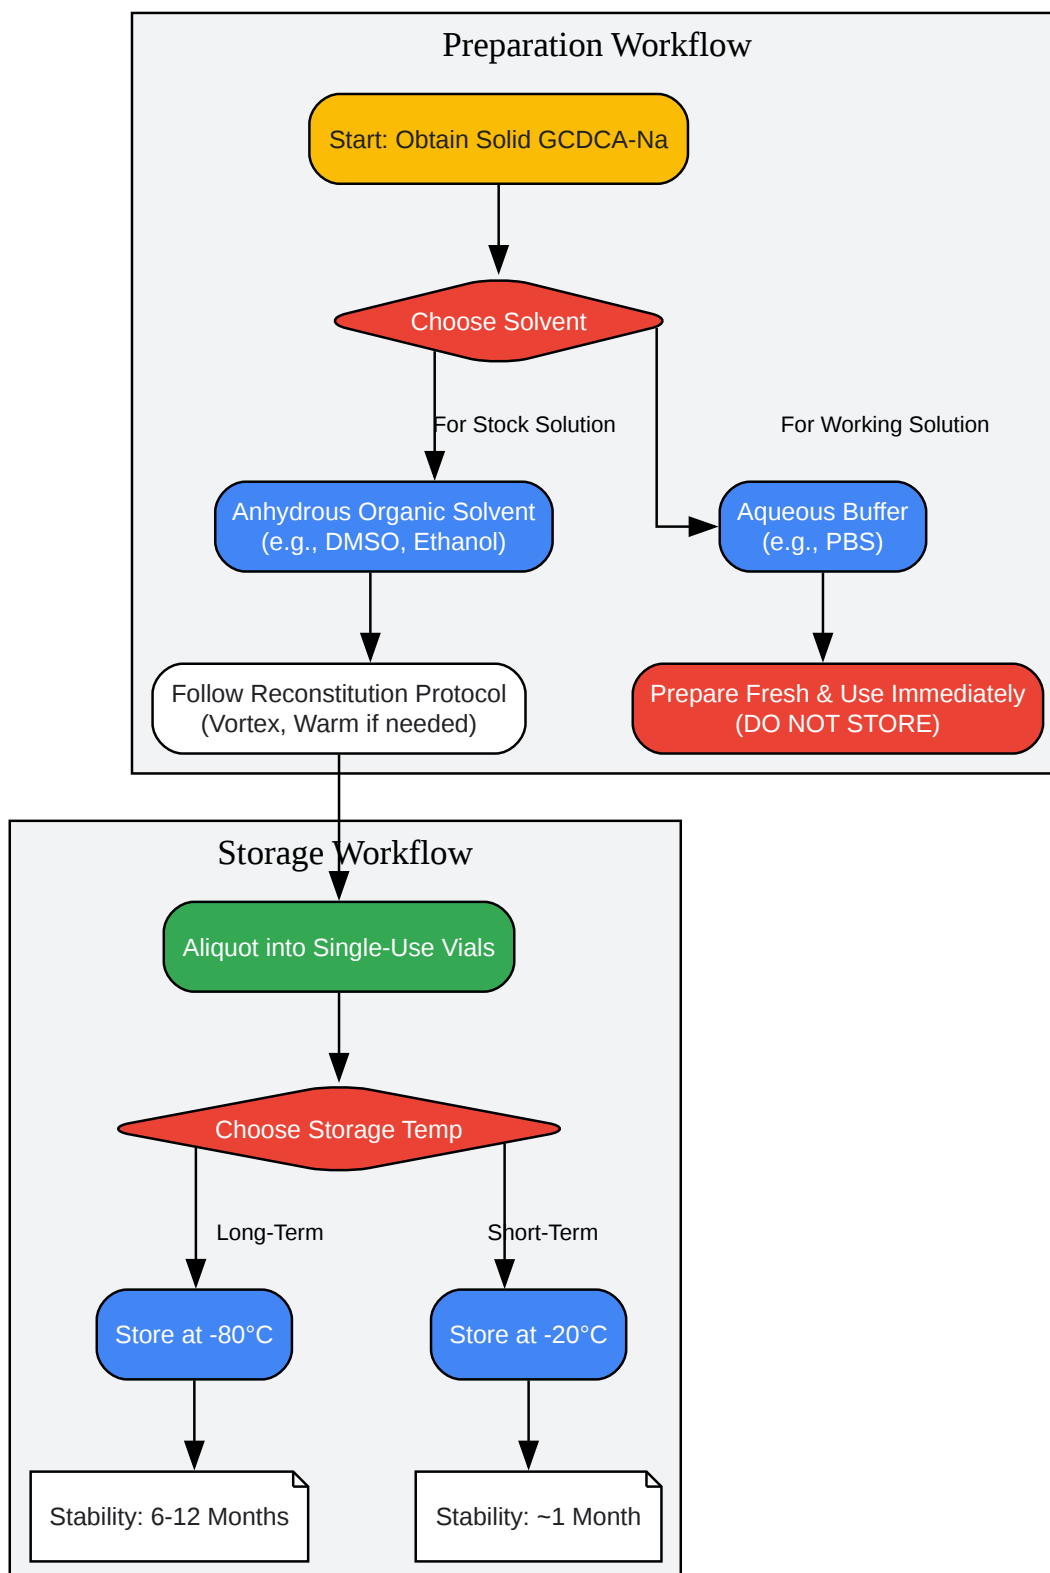 Preparation Workflow
Start: Obtain Solid GCDCA-Na
Choose Solvent
For Stock Solution
For Working Solution
Anhydrous Organic Solvent
(e.g., DMSO, Ethanol)
Aqueous Buffer
(e.g., PBS)
Follow Reconstitution Protocol
(Vortex, Warm if needed)
Prepare Fresh & Use Immediately
(DO NOT STORE)
Storage Workflow
Aliquot into Single-Use Vials
Choose Storage Temp
Long-Term
Short-Term
Store at -80°C
Store at -20°C
Stability: 6-12 Months
Stability: ~1 Month